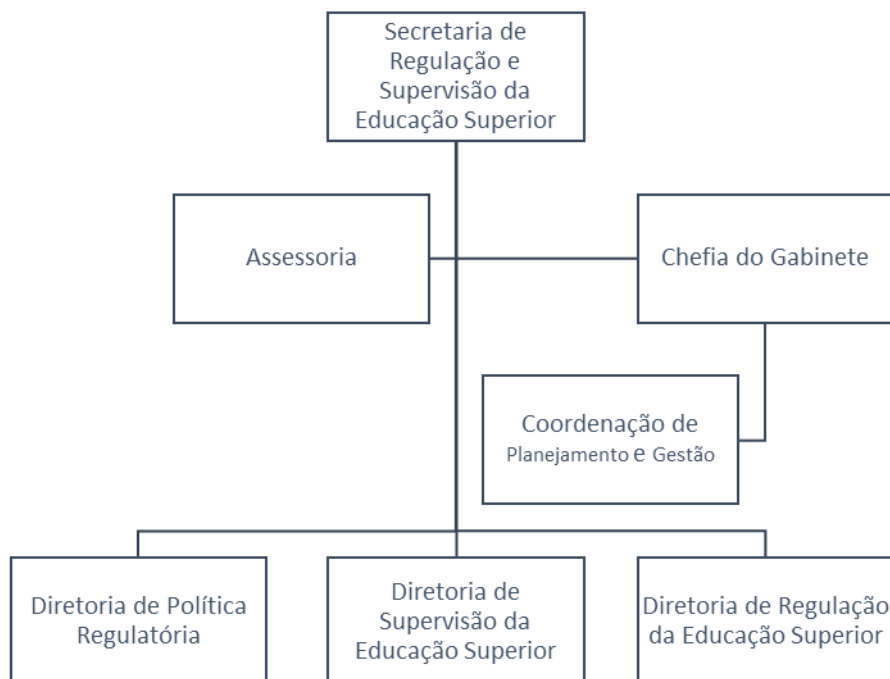 Secretaria de
Regulação e
Supervisão da
Educação Superior
Assessoria
Chefia do Gabinete
Coordenação de
Planejamento e Gestão
Diretoria de Política
Regulatória
Diretoria de
Supervisão da
Educação Superior
Diretoria de Regulação
da Educação Superior